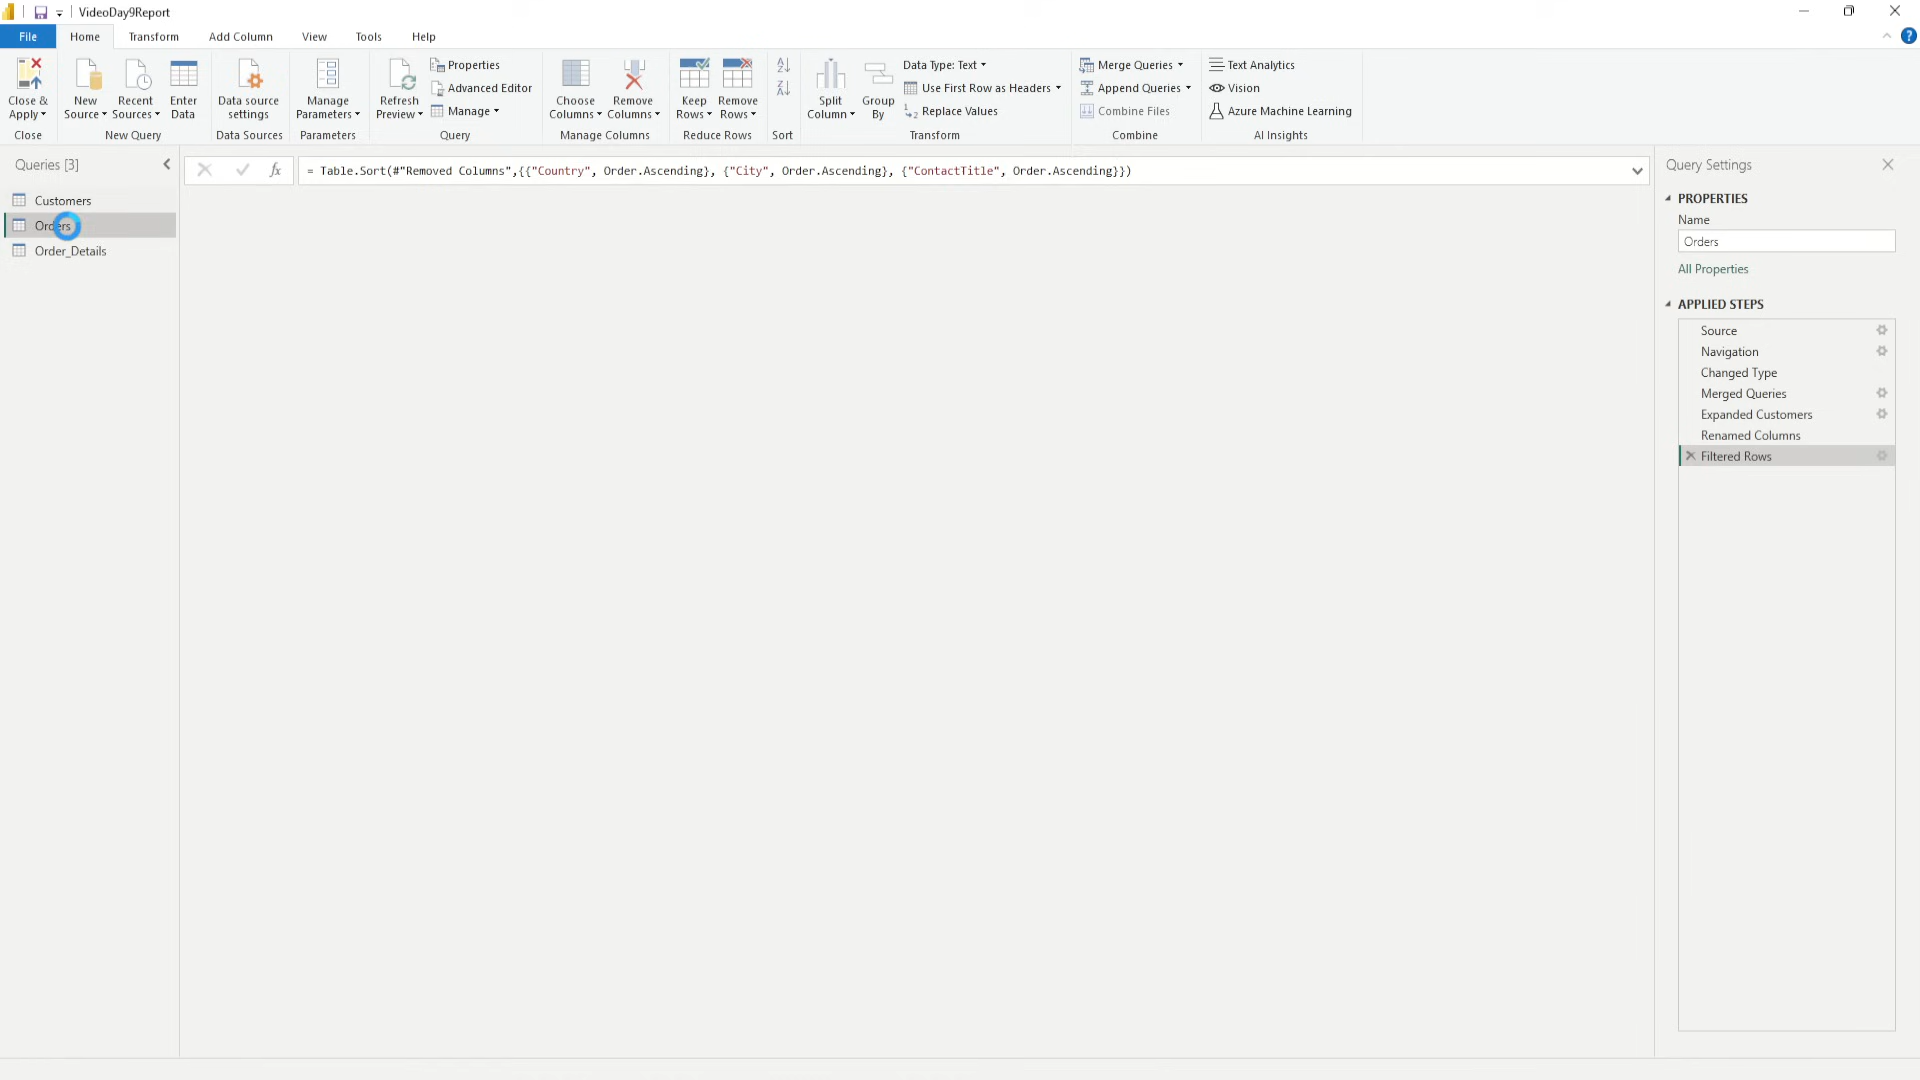 VideoDay9Report
File Home Transform Add Column View Tools Help
Close & Apply
Close
New Source
Recent Sources
Enter Data
New Query
Data source settings
Data Sources
Manage Parameters
Parameters
Refresh Preview
Properties
Advanced Editor
Manage
Query
Choose Columns
Remove Columns
Manage Columns
Keep Rows
Remove Rows
Reduce Rows
Sort
Split Column
Group By
Data Type: Text
Use First Row as Headers
Replace Values
Transform
Merge Queries
Append Queries
Combine Files
Combine
Text Analytics
Vision
Azure Machine Learning
AI Insights
Queries [3]
Customers
Orders
Order_Details
fx
= Table.Sort(#"Removed Columns",{{"Country", Order.Ascending}, {"City", Order.Ascending}, {"ContactTitle", Order.Ascending}})
Query Settings
PROPERTIES
Name
Orders
All Properties
APPLIED STEPS
Source
Navigation
Changed Type
Merged Queries
Expanded Customers
Renamed Columns
Filtered Rows